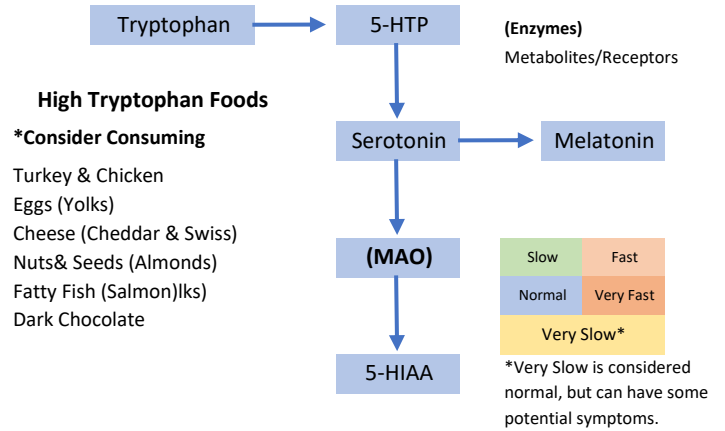 Tryptophan
5-HTP
(Enzymes)
Metabolites/Receptors
High Tryptophan Foods
*Consider Consuming
Serotonin
Melatonin
Turkey & Chicken
Eggs (Yolks)
Cheese (Cheddar & Swiss)
Nuts& Seeds (Almonds)
Fatty Fish (Salmon)lks)
Dark Chocolate
(MAO)
5-HIAA
Slow
Fast
Normal
Very Fast
Very Slow*
*Very Slow is considered
normal, but can have some
potential symptoms.